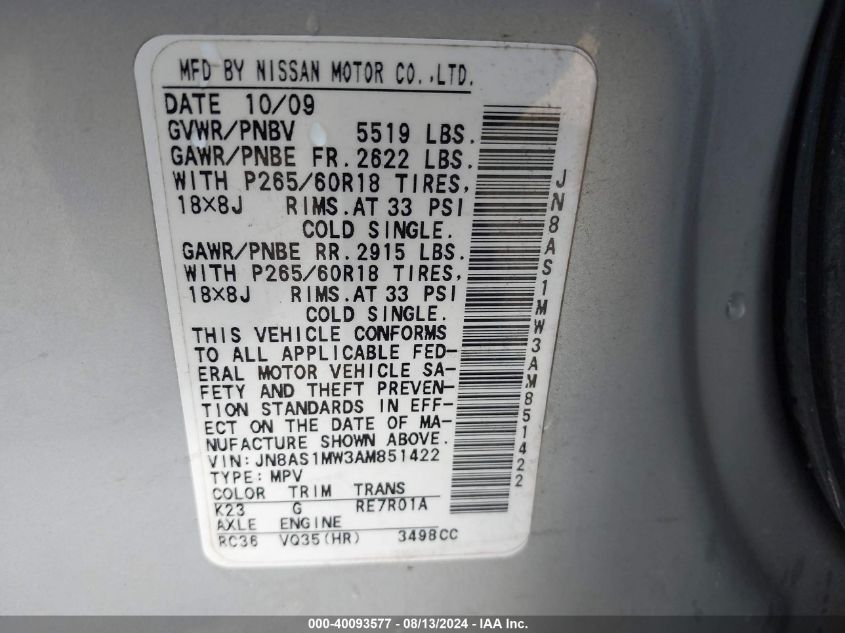 MFD BY NISSAN MOTOR CO.,LTD.
DATE 10/09
GVWR/PNBV 5519 LBS.
GAWR/PNBE FR. 2622 LBS.
WITH P265/60R18 TIRES,
18X8J RIMS.AT 33 PSI
COLD SINGLE.
GAWR/PNBE RR. 2915 LBS.
WITH P265/60R18 TIRES,
18X8J RIMS.AT 33 PSI
COLD SINGLE.
THIS VEHICLE CONFORMS
TO ALL APPLICABLE FED-
ERAL MOTOR VEHICLE SA-
FETY AND THEFT PREVEN-
TION STANDARDS IN EFF-
ECT ON THE DATE OF MA-
NUFACTURE SHOWN ABOVE.
VIN: JN8AS1MW3AM851422
TYPE: MPV
COLOR TRIM TRANS
K23 G RE7R01A
AXLE ENGINE
RC36 VQ35(HR) 3498CC
JN8AS1MW3AM851422
000-40093577 - 08/13/2024 - IAA Inc.